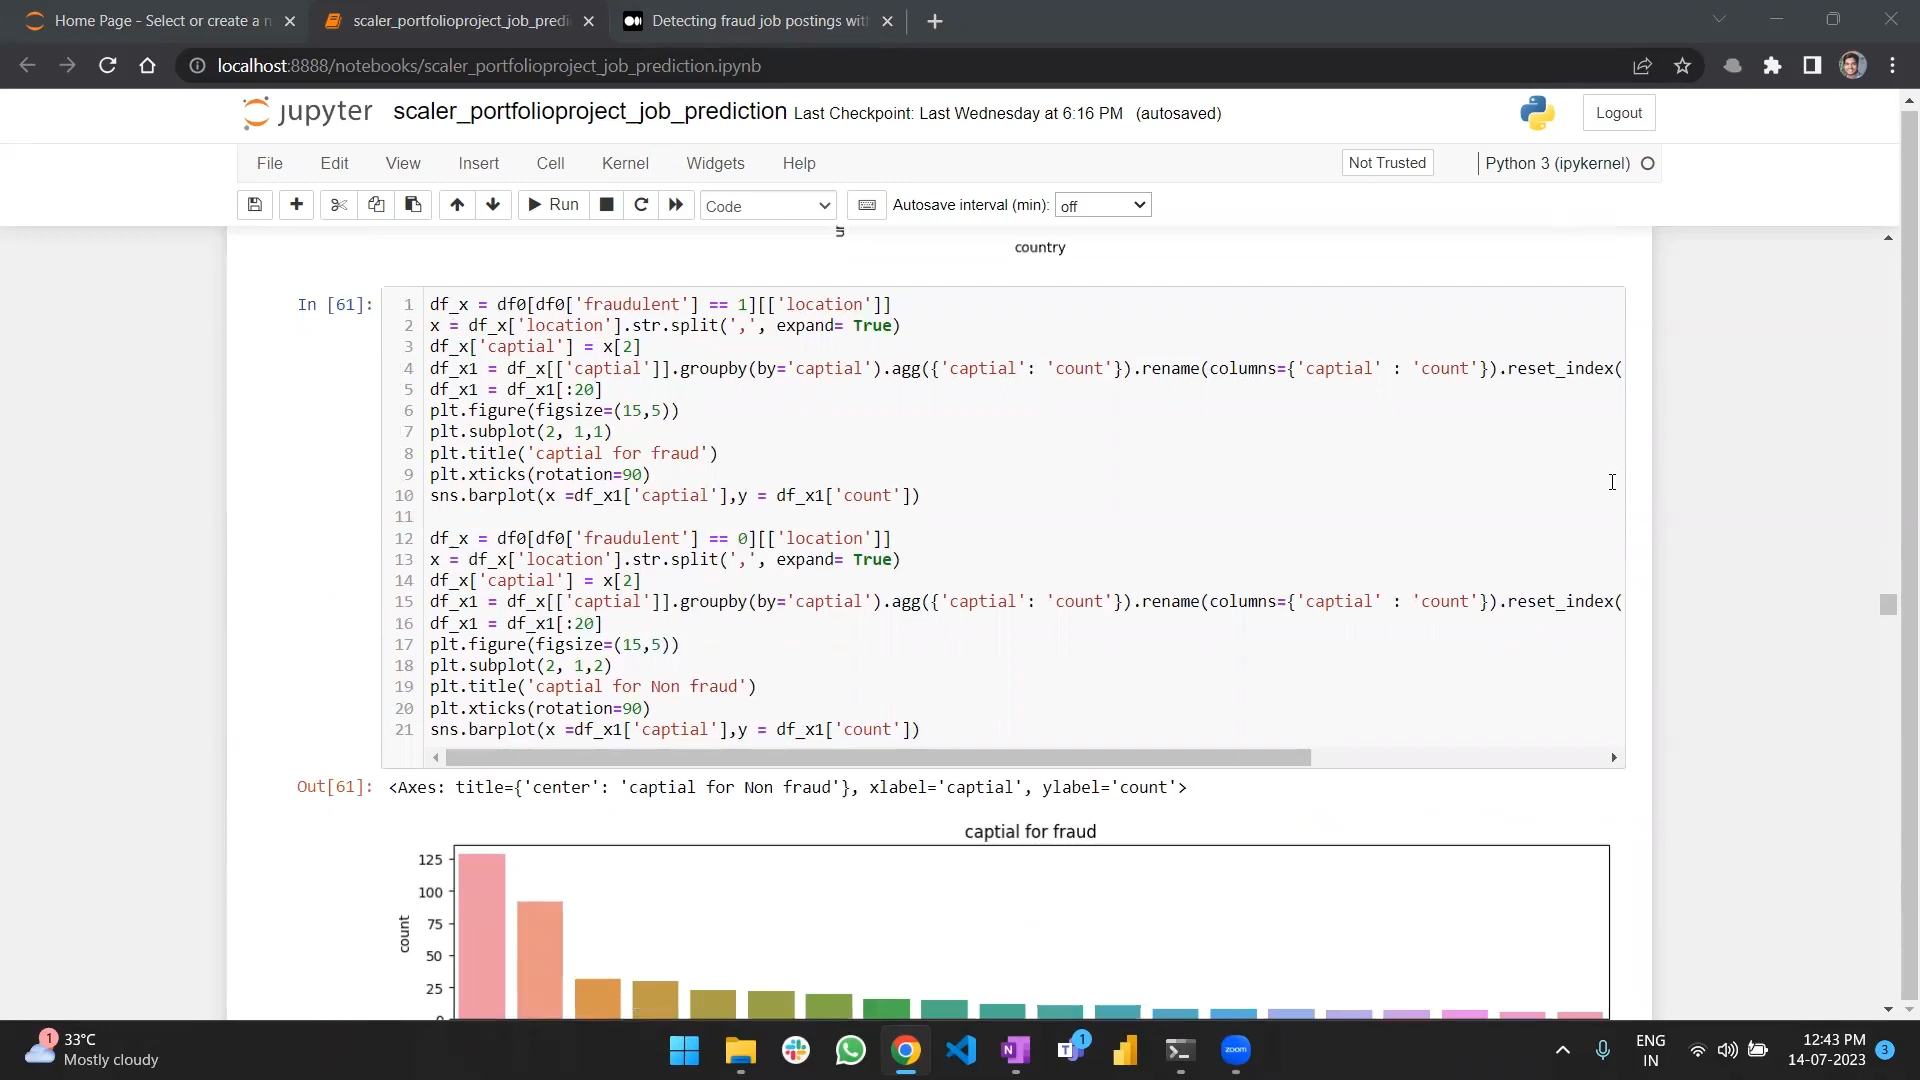 Home Page - Select or create a n
scaler_portfolioproject_job_predi
Detecting fraud job postings wit
localhost:8888/notebooks/scaler_portfolioproject_job_prediction.ipynb
jupyter
scaler_portfolioproject_job_prediction Last Checkpoint: Last Wednesday at 6:16 PM (autosaved)
Logout
File Edit View Insert Cell Kernel Widgets Help
Not Trusted
Python 3 (ipykernel)
Run
Code
Autosave interval (min): off
country
In [61]:
1 df_x = df0[df0['fraudulent'] == 1][['location']]
2 x = df_x['location'].str.split(',', expand= True)
3 df_x['captial'] = x[2]
4 df_x1 = df_x[['captial']].groupby(by='captial').agg({'captial': 'count'}).rename(columns={'captial' : 'count'}).reset_index(
5 df_x1 = df_x1[:20]
6 plt.figure(figsize=(15,5))
7 plt.subplot(2, 1,1)
8 plt.title('captial for fraud')
9 plt.xticks(rotation=90)
10 sns.barplot(x =df_x1['captial'],y = df_x1['count'])
11
12 df_x = df0[df0['fraudulent'] == 0][['location']]
13 x = df_x['location'].str.split(',', expand= True)
14 df_x['captial'] = x[2]
15 df_x1 = df_x[['captial']].groupby(by='captial').agg({'captial': 'count'}).rename(columns={'captial' : 'count'}).reset_index(
16 df_x1 = df_x1[:20]
17 plt.figure(figsize=(15,5))
18 plt.subplot(2, 1,2)
19 plt.title('captial for Non fraud')
20 plt.xticks(rotation=90)
21 sns.barplot(x =df_x1['captial'],y = df_x1['count'])
Out[61]: <Axes: title={'center': 'captial for Non fraud'}, xlabel='captial', ylabel='count'>
captial for fraud
125
100
75
50
25
count
1
33°C
Mostly cloudy
N
T
1
zoom
ENG
IN
12:43 PM
14-07-2023
3